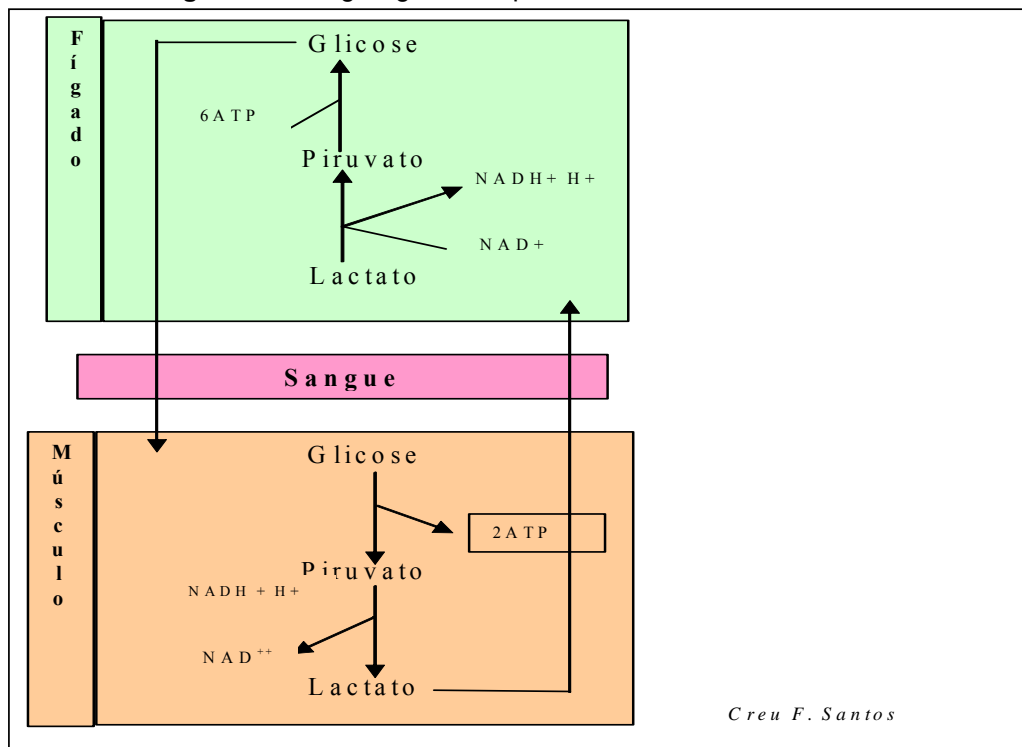 Fígado
Glicose
6ATP
Piruvato
NADH+ H+
NAD+
Lactato
Sangue
Músculo
Glicose
2ATP
Piruvato
NADH + H+
NAD++
Lactato
Creu F. Santos